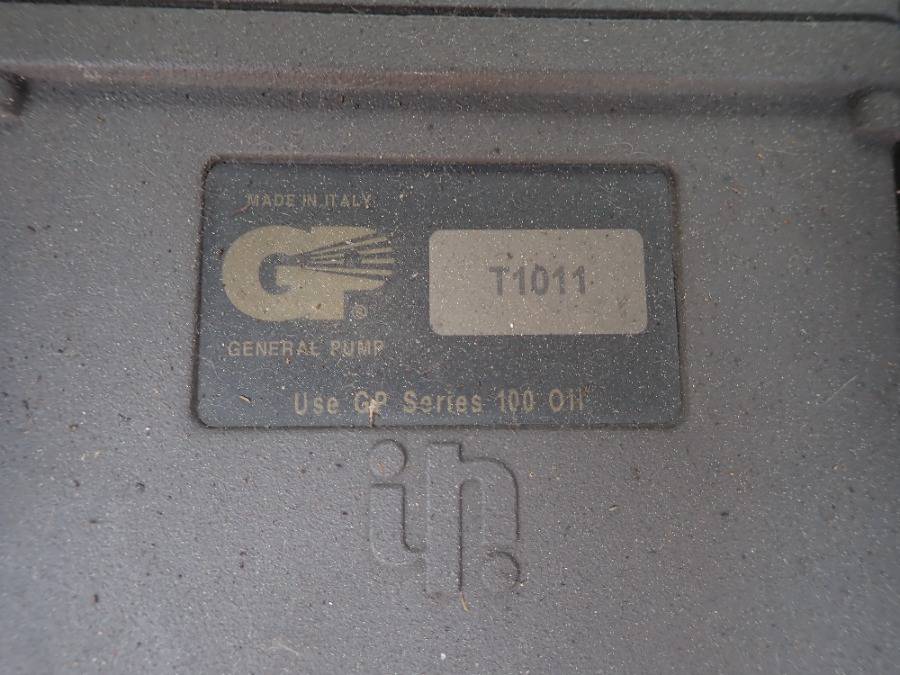 MADE IN ITALY
GP®
T1011
GENERAL PUMP
Use GP Series 100 Oil
ip.